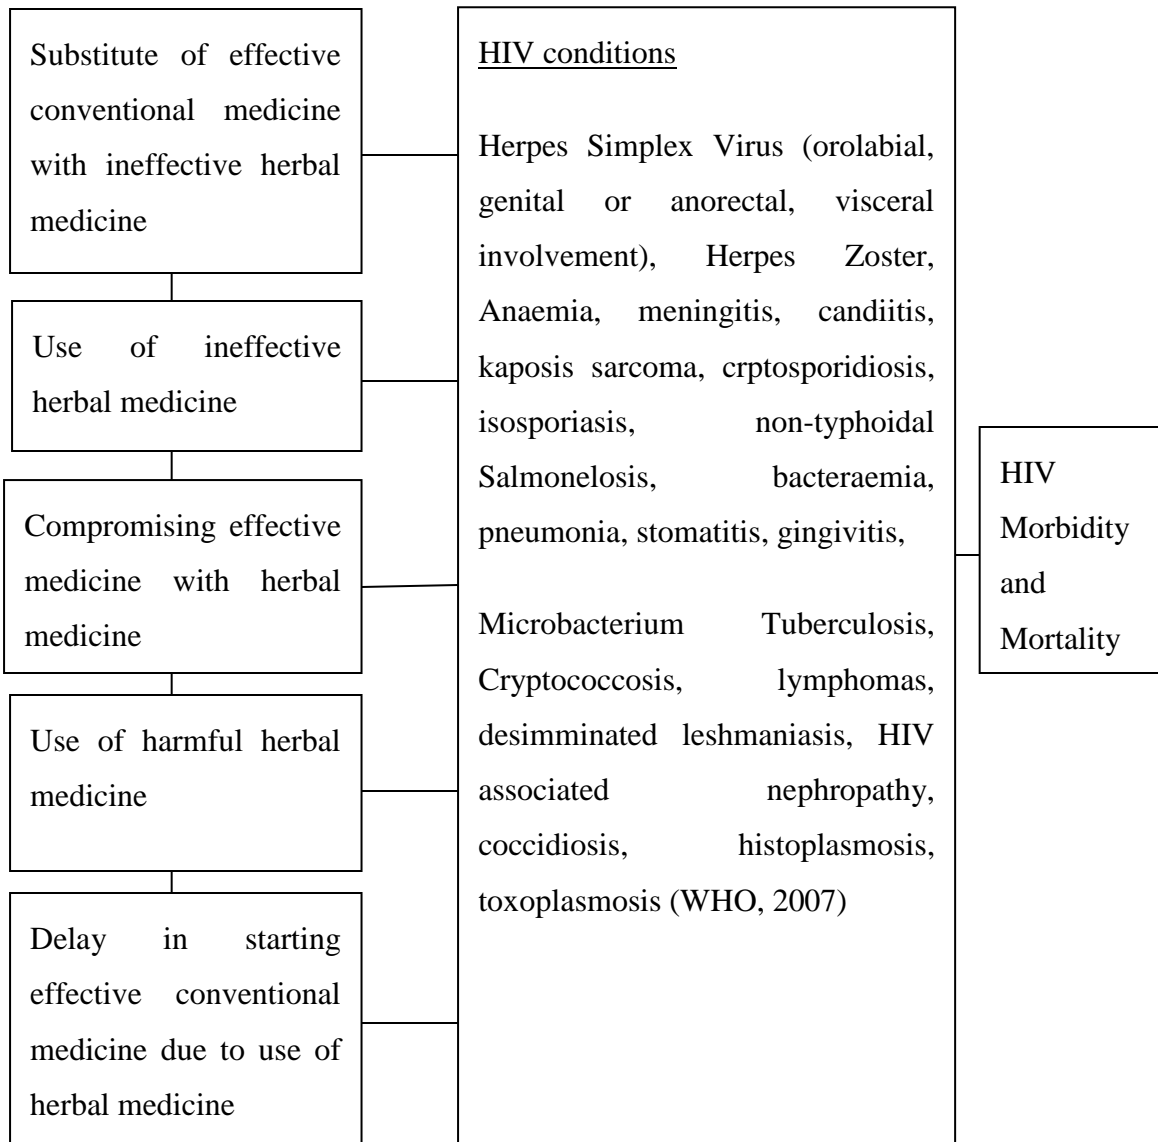 Substitute of effective
conventional medicine
with ineffective herbal
medicine
Use of ineffective
herbal medicine
Compromising effective
medicine with herbal
medicine
Use of harmful herbal
medicine
Delay in starting
effective conventional
medicine due to use of
herbal medicine
HIV conditions
Herpes Simplex Virus (orolabial,
genital or anorectal, visceral
involvement), Herpes Zoster,
Anaemia, meningitis, candiitis,
kaposis sarcoma, crptosporidiosis,
isosporiasis, non-typhoidal
Salmonelosis, bacteraemia,
pneumonia, stomatitis, gingivitis,
Microbacterium Tuberculosis,
Cryptococcosis, lymphomas,
desimminated leshmaniasis, HIV
associated nephropathy,
coccidiosis, histoplasmosis,
toxoplasmosis (WHO, 2007)
HIV
Morbidity
and
Mortality